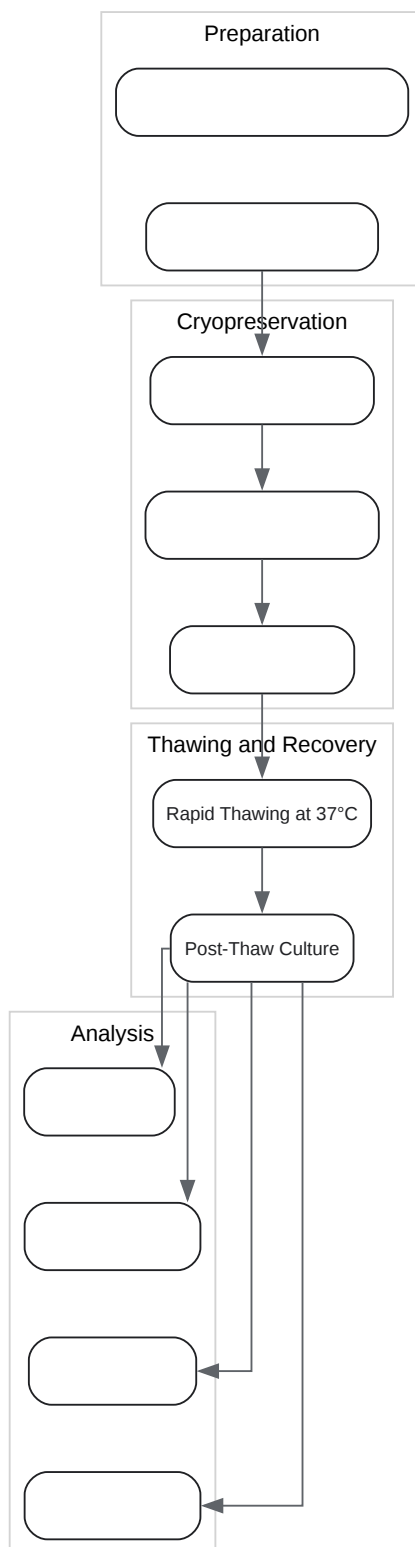 Preparation
Cryopreservation
Thawing and Recovery
Rapid Thawing at 37°C
Post-Thaw Culture
Analysis